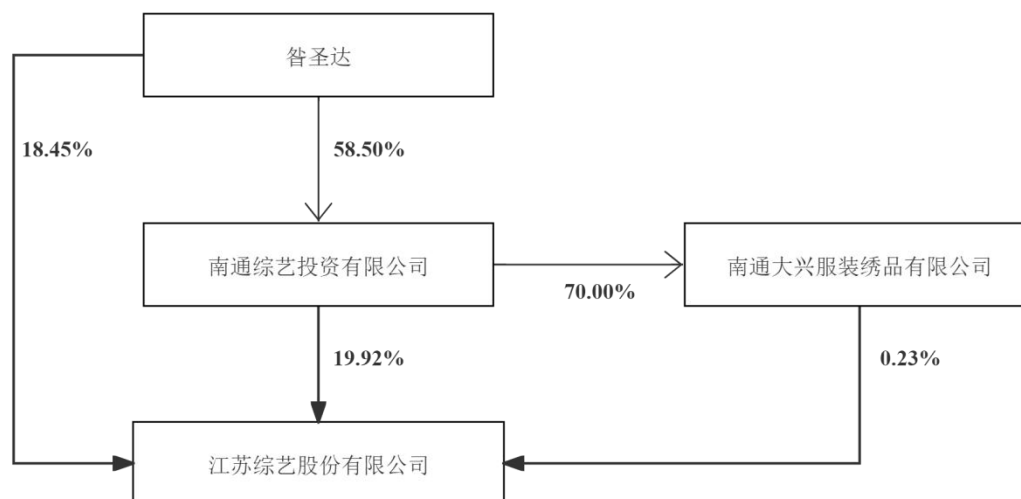 昝圣达
18.45%
58.50%
南通综艺投资有限公司
南通大兴服装绣品有限公司
70.00%
19.92%
0.23%
江苏综艺股份有限公司